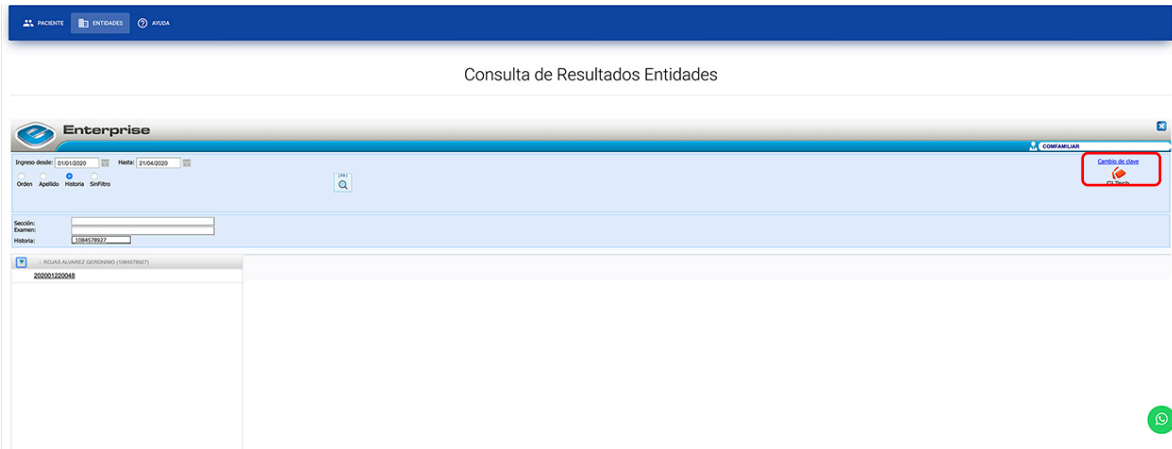 PACIENTE ENTIDADES AYUDA
Consulta de Resultados Entidades
Enterprise
COMFAMILIAR
Ingreso desde: 01/01/2020 Hasta: 21/04/2020
Cambio de clave
Orden Apellido Historia SinFiltro
Sección:
Examen:
Historia: 1084578927
ROJAS ALVAREZ GERONIMO (1084578927)
202001220048